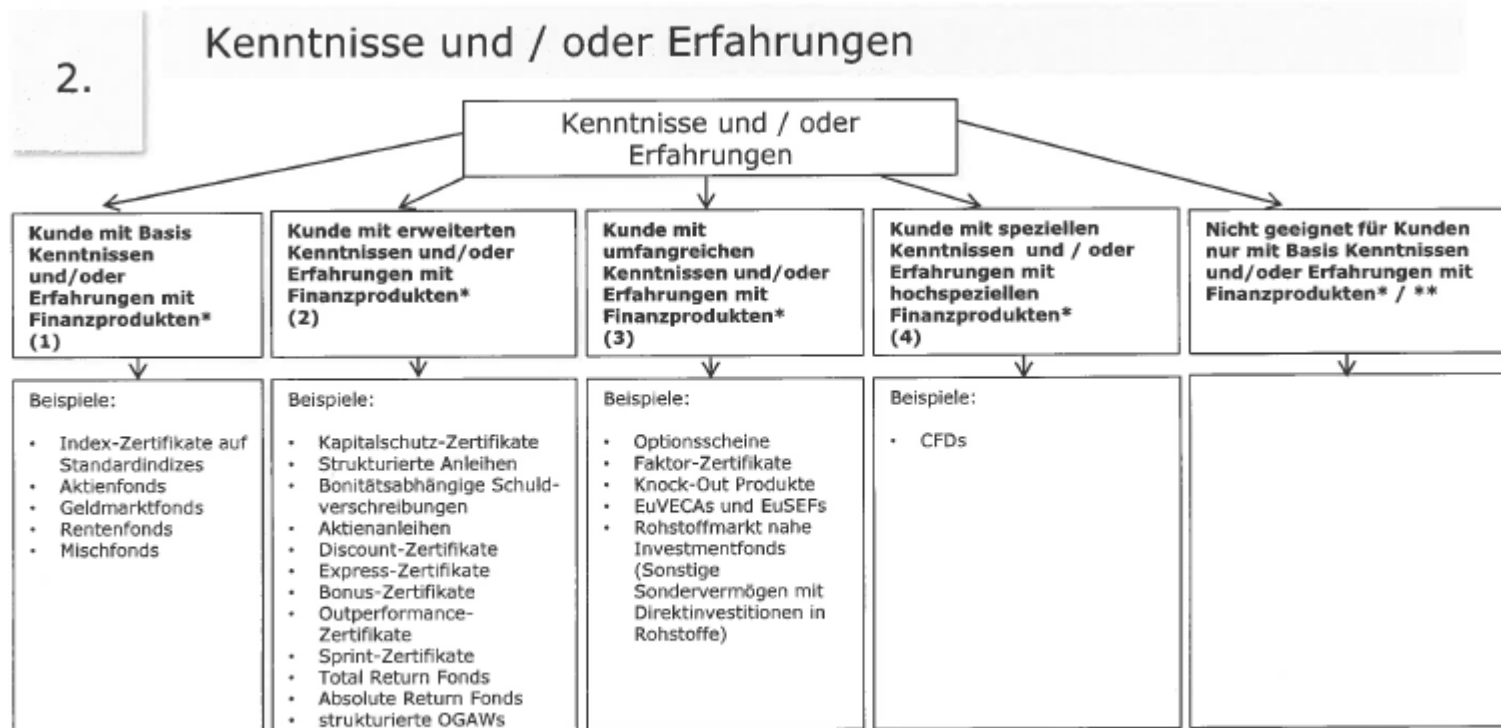 2.
Kenntnisse und / oder Erfahrungen
Kenntnisse und / oder
Erfahrungen
Kunde mit Basis
Kenntnissen
und/oder
Erfahrungen mit
Finanzprodukten*
(1)
Kunde mit erweiterten
Kenntnissen und/oder
Erfahrungen mit
Finanzprodukten*
(2)
Kunde mit
umfangreichen
Kenntnissen und/oder
Erfahrungen mit
Finanzprodukten*
(3)
Kunde mit speziellen
Kenntnissen und / oder
Erfahrungen mit
hochspeziellen
Finanzprodukten*
(4)
Nicht geeignet für Kunden
nur mit Basis Kenntnissen
und/oder Erfahrungen mit
Finanzprodukten* / **
Beispiele:
• Index-Zertifikate auf
Standardindizes
• Aktienfonds
• Geldmarktfonds
• Rentenfonds
• Mischfonds
Beispiele:
• Kapitalschutz-Zertifikate
• Strukturierte Anleihen
• Bonitätsabhängige Schuld-
verschreibungen
• Aktienanleihen
• Discount-Zertifikate
• Express-Zertifikate
• Bonus-Zertifikate
• Outperformance-
Zertifikate
• Sprint-Zertifikate
• Total Return Fonds
• Absolute Return Fonds
• strukturierte OGAWs
Beispiele:
• Optionsscheine
• Faktor-Zertifikate
• Knock-Out Produkte
• EuVECAs und EuSEFs
• Rohstoffmarkt nahe
Investmentfonds
(Sonstige
Sondervermögen mit
Direktinvestitionen in
Rohstoffe)
Beispiele:
• CFDs